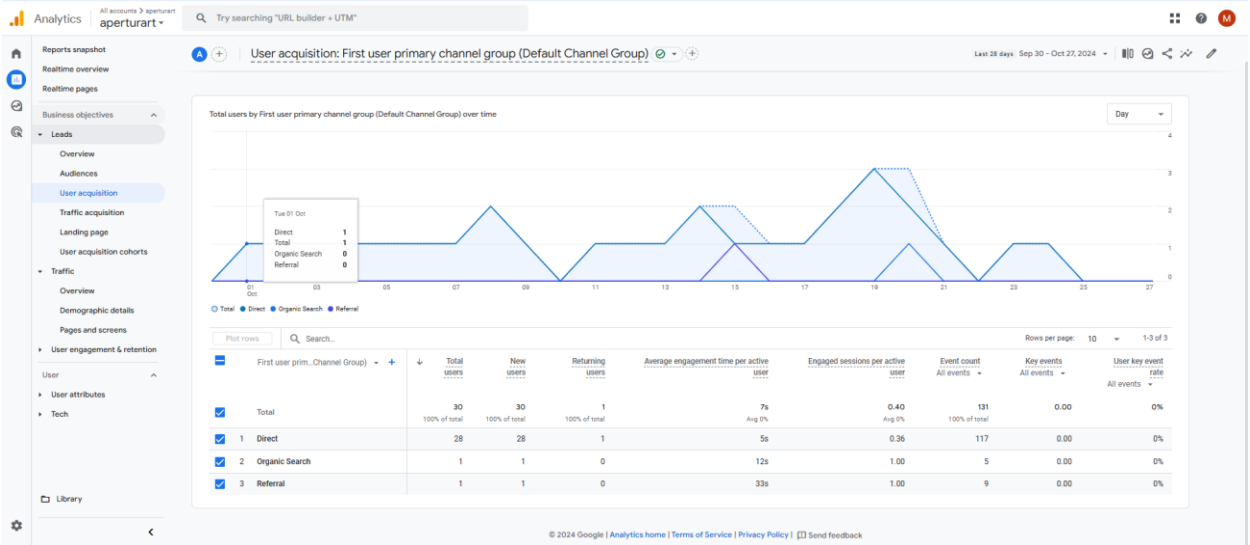 Analytics
All accounts > aperturart
aperturart
Try searching "URL builder + UTM"
M
Reports snapshot
Realtime overview
Realtime pages
Business objectives
Leads
Overview
Audiences
User acquisition
Traffic acquisition
Landing page
User acquisition cohorts
Traffic
Overview
Demographic details
Pages and screens
User engagement & retention
User
User attributes
Tech
Library
A
User acquisition: First user primary channel group (Default Channel Group)
Last 28 days Sep 30 - Oct 27, 2024
Total users by First user primary channel group (Default Channel Group) over time
Day
4
3
2
1
0
Tue 01 Oct
Direct 1
Total 1
Organic Search 0
Referral 0
01 03 05 07 09 11 13 15 17 19 21 23 25 27
Oct
Total Direct Organic Search Referral
Plot rows Search... Rows per page: 10 1-3 of 3
First user prim...Channel Group) + Total New Returning Average engagement time per active Engaged sessions per active Event count Key events User key event
users users users user user All events All events rate
All events
Total 30 30 1 7s 0.40 131 0.00 0%
100% of total 100% of total 100% of total Avg 0% Avg 0% 100% of total
1 Direct 28 28 1 5s 0.36 117 0.00 0%
2 Organic Search 1 1 0 12s 1.00 5 0.00 0%
3 Referral 1 1 0 33s 1.00 9 0.00 0%
© 2024 Google | Analytics home | Terms of Service | Privacy Policy | Send feedback